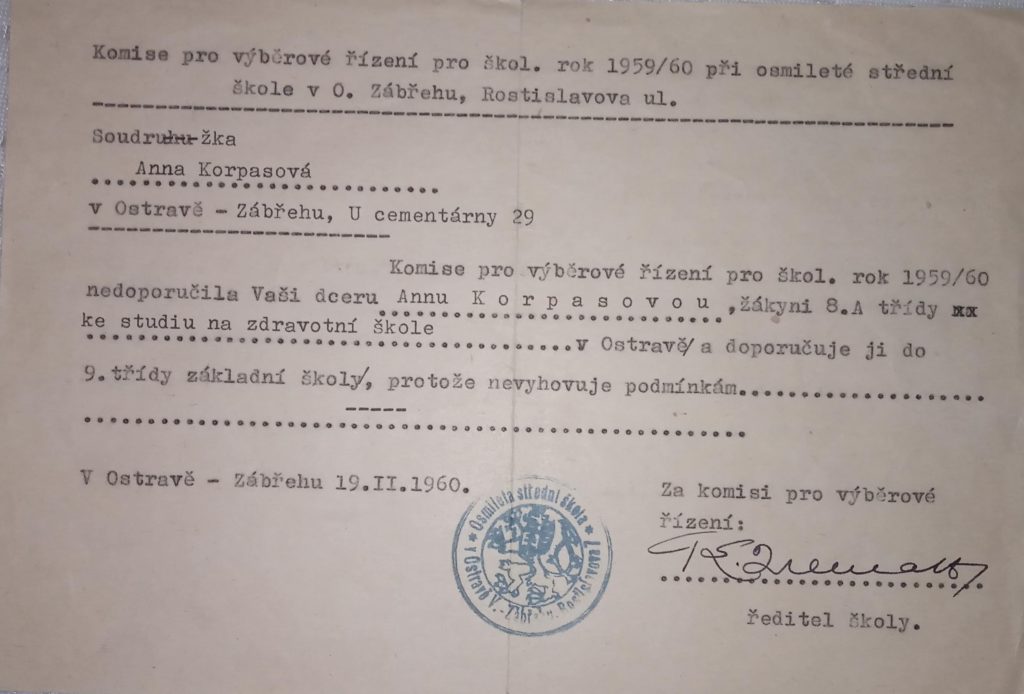 Komise pro výběrové řízení pro škol. rok 1959/60 při osmileté střední
škole v O. Zábřehu, Rostislavova ul.
Soudruhu-žka
Anna Korpasová
v Ostravě - Zábřehu, U cementárny 29
Komise pro výběrové řízení pro škol. rok 1959/60
nedoporučila Vaši dceru Annu K o r p a s o v o u ,žákyni 8.A třídy xx
ke studiu na zdravotní škole
v Ostravě/a doporučuje ji do
9.třídy základní školy/, protože nevyhovuje podmínkám
V Ostravě - Zábřehu 19.II.1960.
Za komisi pro výběrové
řízení:
ředitel školy.
Osmiletá střední škola
v Ostravě